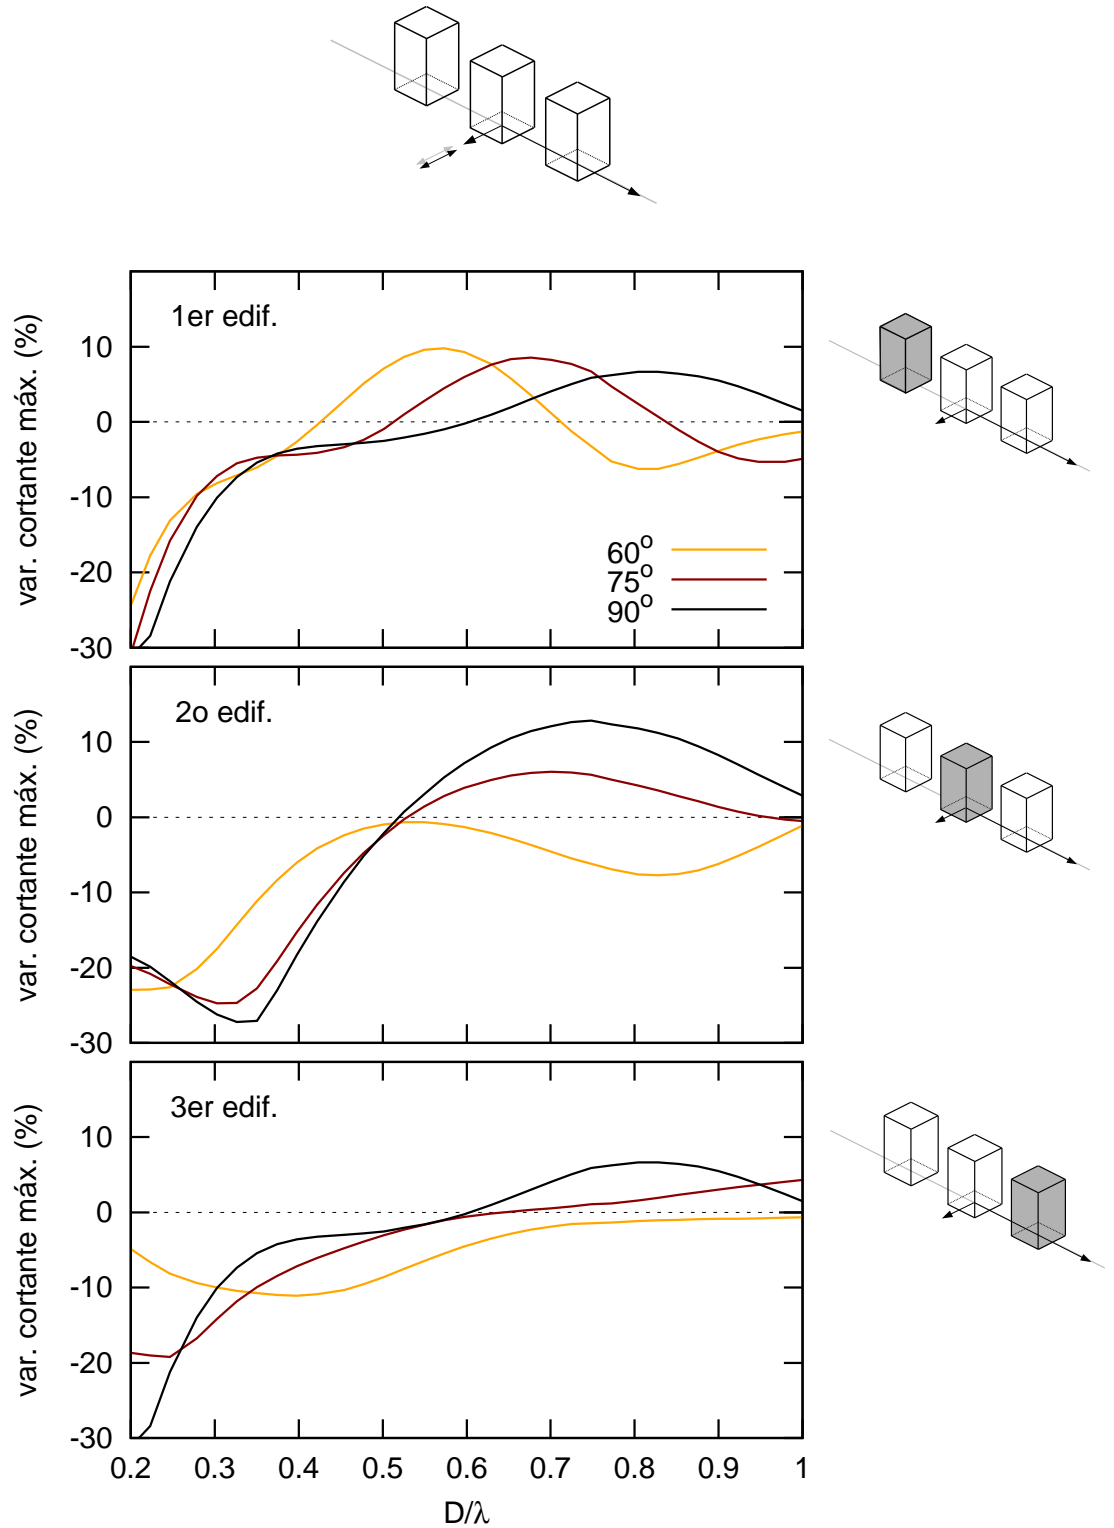 var. cortante máx. (%)
1er edif.
10
0
-10
-20
-30
60º
75º
90º
var. cortante máx. (%)
2o edif.
10
0
-10
-20
-30
var. cortante máx. (%)
3er edif.
10
0
-10
-20
-30
0.2 0.3 0.4 0.5 0.6 0.7 0.8 0.9 1
D/λ